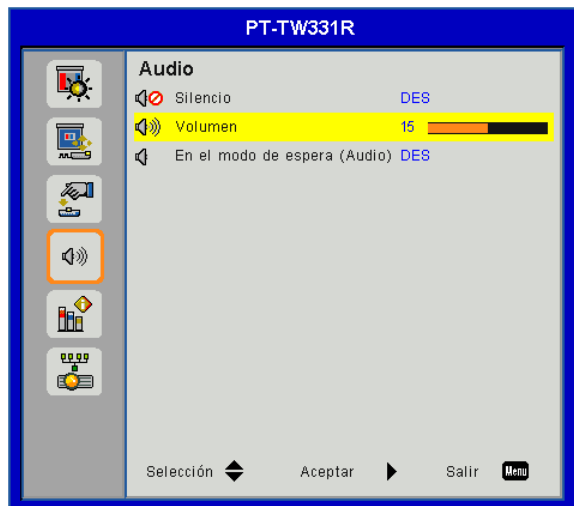 PT-TW331R
Audio
Silencio DES
Volumen 15
En el modo de espera (Audio) DES
Selección Aceptar Salir Menu